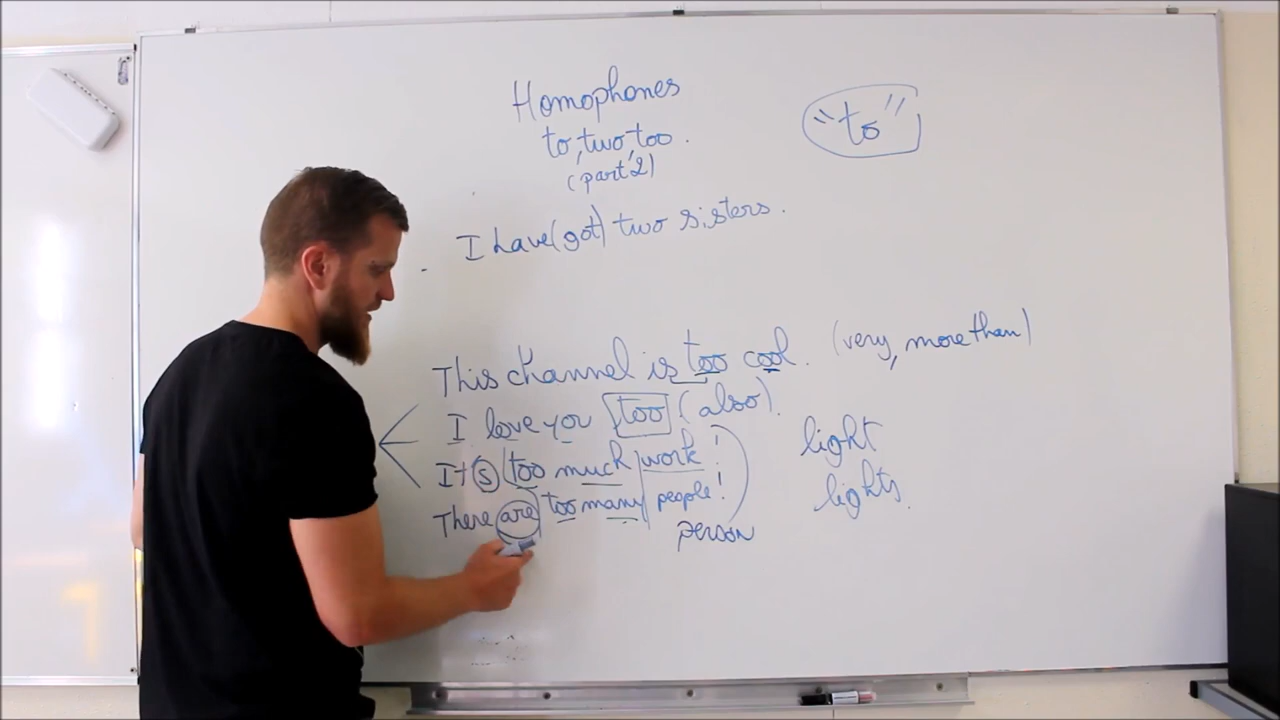 Homophones
to, two, too.
(part 2)
"to"
I have (got) two sisters.
This channel is too cool. (very, more than)
I love you too (also).
It s too much work!
There are too many people!
person
light
lights.